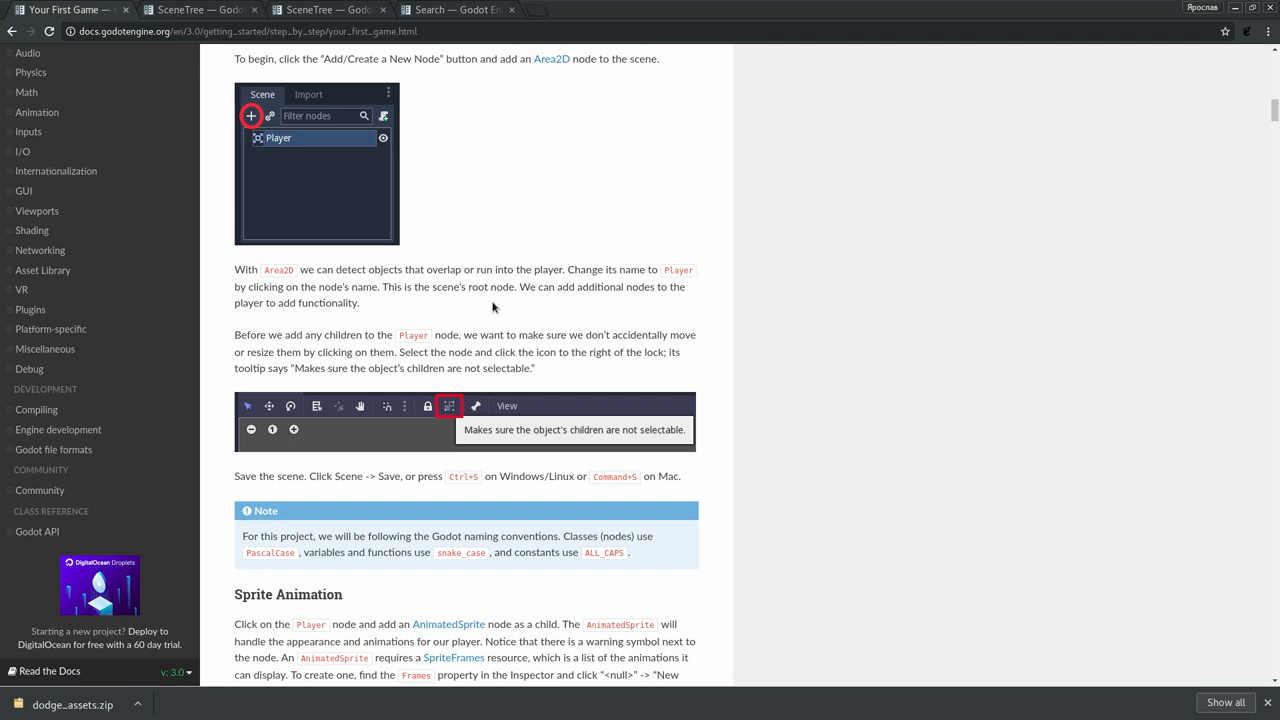 Your First Game — C
SceneTree — Godot
SceneTree — Godot
Search — Godot En
Ярослав
docs.godotengine.org/en/3.0/getting_started/step_by_step/your_first_game.html
Audio
Physics
Math
Animation
Inputs
I/O
Internationalization
GUI
Viewports
Shading
Networking
Asset Library
VR
Plugins
Platform-specific
Miscellaneous
Debug
DEVELOPMENT
Compiling
Engine development
Godot file formats
COMMUNITY
Community
CLASS REFERENCE
Godot API
DigitalOcean Droplets
Starting a new project? Deploy to
DigitalOcean for free with a 60 day trial.
Read the Docs
v: 3.0
To begin, click the “Add/Create a New Node” button and add an Area2D node to the scene.
Scene Import
Filter nodes
Player
With Area2D we can detect objects that overlap or run into the player. Change its name to Player
by clicking on the node’s name. This is the scene’s root node. We can add additional nodes to the
player to add functionality.
Before we add any children to the Player node, we want to make sure we don’t accidentally move
or resize them by clicking on them. Select the node and click the icon to the right of the lock; its
tooltip says “Makes sure the object’s children are not selectable.”
View
Makes sure the object's children are not selectable.
Save the scene. Click Scene -> Save, or press Ctrl+S on Windows/Linux or Command+S on Mac.
Note
For this project, we will be following the Godot naming conventions. Classes (nodes) use
PascalCase , variables and functions use snake_case , and constants use ALL_CAPS .
Sprite Animation
Click on the Player node and add an AnimatedSprite node as a child. The AnimatedSprite will
handle the appearance and animations for our player. Notice that there is a warning symbol next to
the node. An AnimatedSprite requires a SpriteFrames resource, which is a list of the animations it
can display. To create one, find the Frames property in the Inspector and click “<null>” -> “New
dodge_assets.zip
Show all